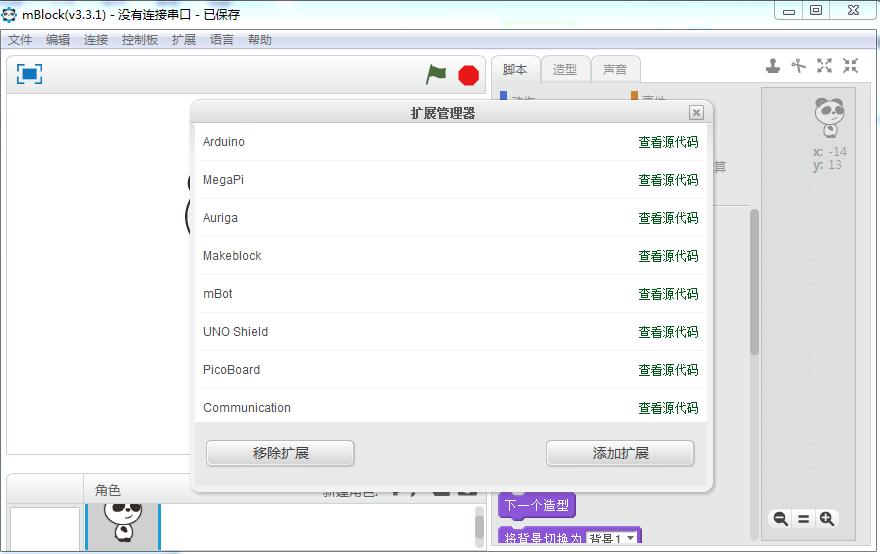 mBlock(v3.3.1) - 没有连接串口 - 已保存
文件 编辑 连接 控制板 扩展 语言 帮助
脚本 造型 声音
扩展管理器
x: -14
y: 13
算
Arduino 查看源代码
MegaPi 查看源代码
Auriga 查看源代码
Makeblock 查看源代码
mBot 查看源代码
UNO Shield 查看源代码
PicoBoard 查看源代码
Communication 查看源代码
移除扩展 添加扩展
角色 新建角色:
下一个造型
将背景切换为 背景1